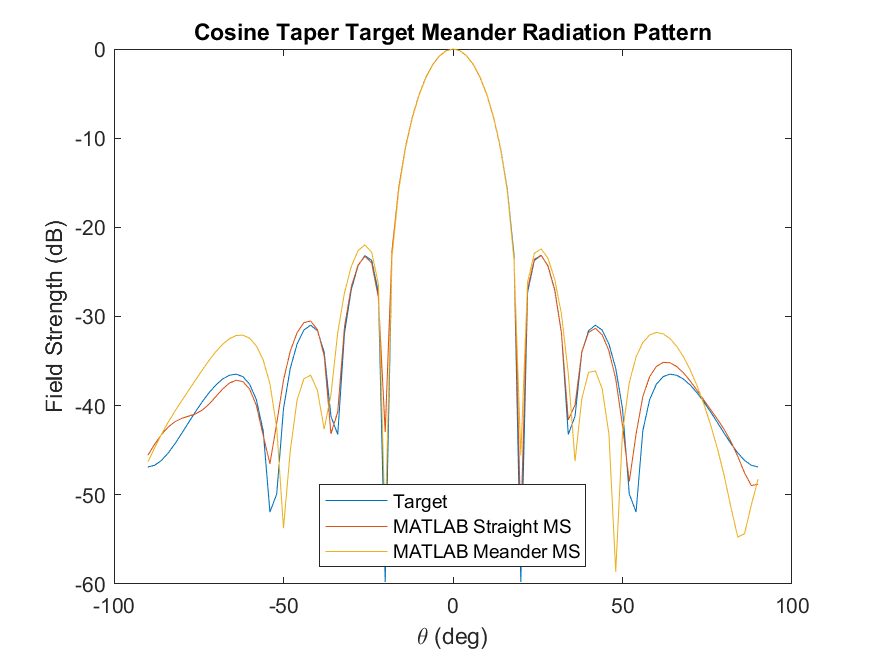 Cosine Taper Target Meander Radiation Pattern
0
-10
-20
-30
-40
-50
-60
Field Strength (dB)
Target
MATLAB Straight MS
MATLAB Meander MS
-100
-50
0
50
100
θ (deg)